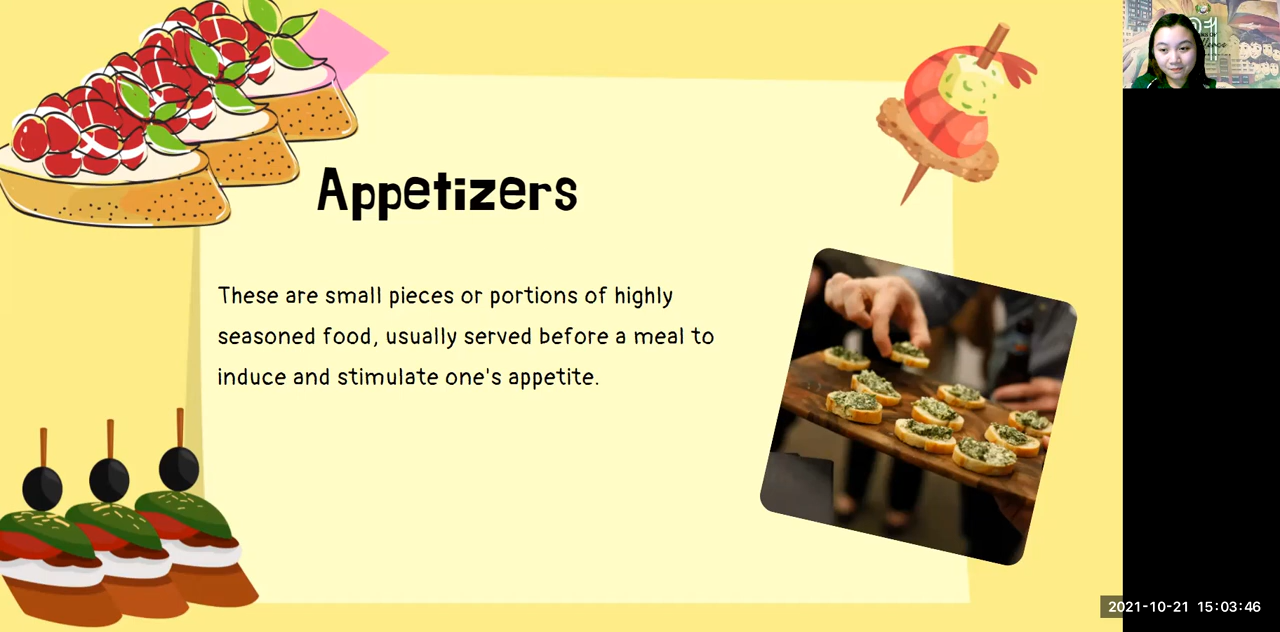 Appetizers
These are small pieces or portions of highly
seasoned food, usually served before a meal to
induce and stimulate one's appetite.
2021-10-21 15:03:46